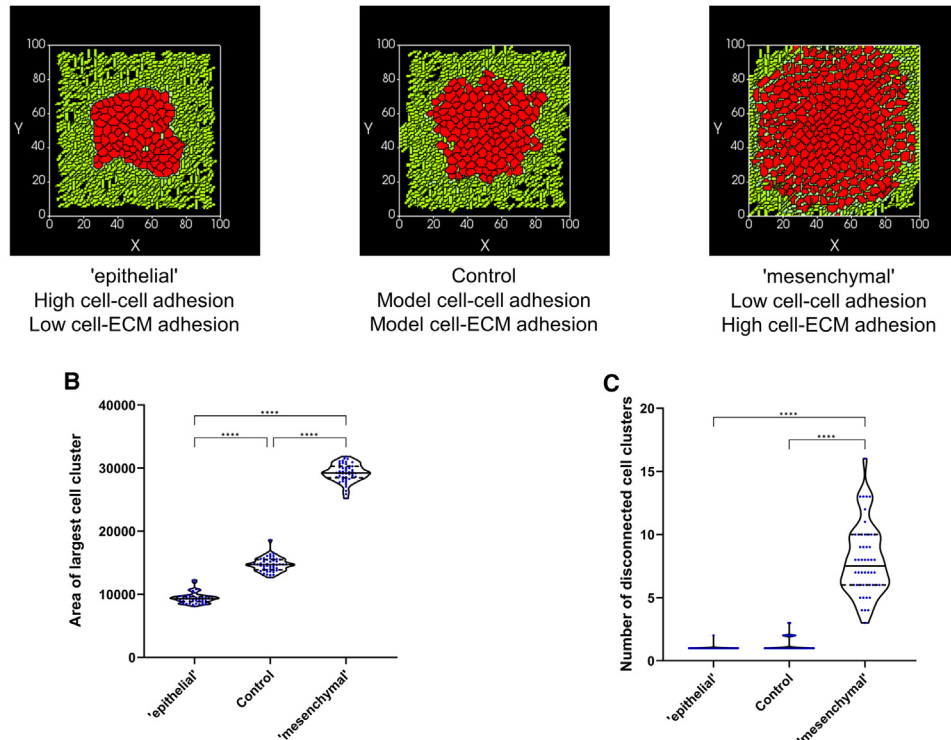 100
80
60
Y
40
20
0
0 20 40 60 80 100
X
100
80
60
Y
40
20
0
0 20 40 60 80 100
X
100
80
60
Y
40
20
0
0 20 40 60 80 100
X
'epithelial'
High cell-cell adhesion
Low cell-ECM adhesion
Control
Model cell-cell adhesion
Model cell-ECM adhesion
'mesenchymal'
Low cell-cell adhesion
High cell-ECM adhesion
B
Area of largest cell cluster
40000
30000
20000
10000
0
****
**** ****
'epithelial'
Control
'mesenchymal'
C
Number of disconnected cell clusters
20
15
10
5
0
****
****
'epithelial'
Control
'mesenchymal'